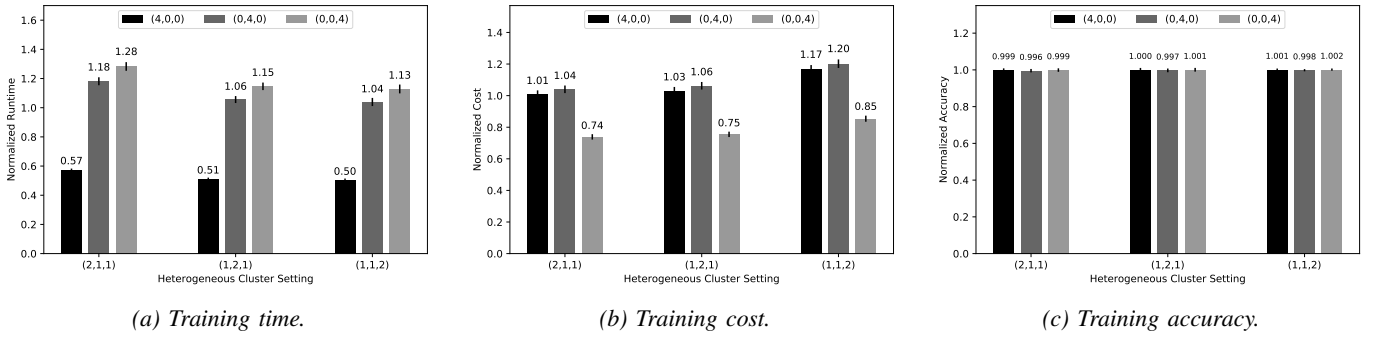 (4,0,0) (0,4,0) (0,0,4)
1.6
1.4
1.2
1.0
0.8
0.6
0.4
0.2
0.0
Normalized Runtime
0.57 1.18 1.28
0.51 1.06 1.15
0.50 1.04 1.13
(2,1,1) (1,2,1) (1,1,2)
Heterogeneous Cluster Setting
(a) Training time.
(4,0,0) (0,4,0) (0,0,4)
1.4
1.2
1.0
0.8
0.6
0.4
0.2
0.0
Normalized Cost
1.01 1.04 0.74
1.03 1.06 0.75
1.17 1.20 0.85
(2,1,1) (1,2,1) (1,1,2)
Heterogeneous Cluster Setting
(b) Training cost.
(4,0,0) (0,4,0) (0,0,4)
1.2
1.0
0.8
0.6
0.4
0.2
0.0
Normalized Accuracy
0.999 0.996 0.999
1.000 0.997 1.001
1.001 0.998 1.002
(2,1,1) (1,2,1) (1,1,2)
Heterogeneous Cluster Setting
(c) Training accuracy.